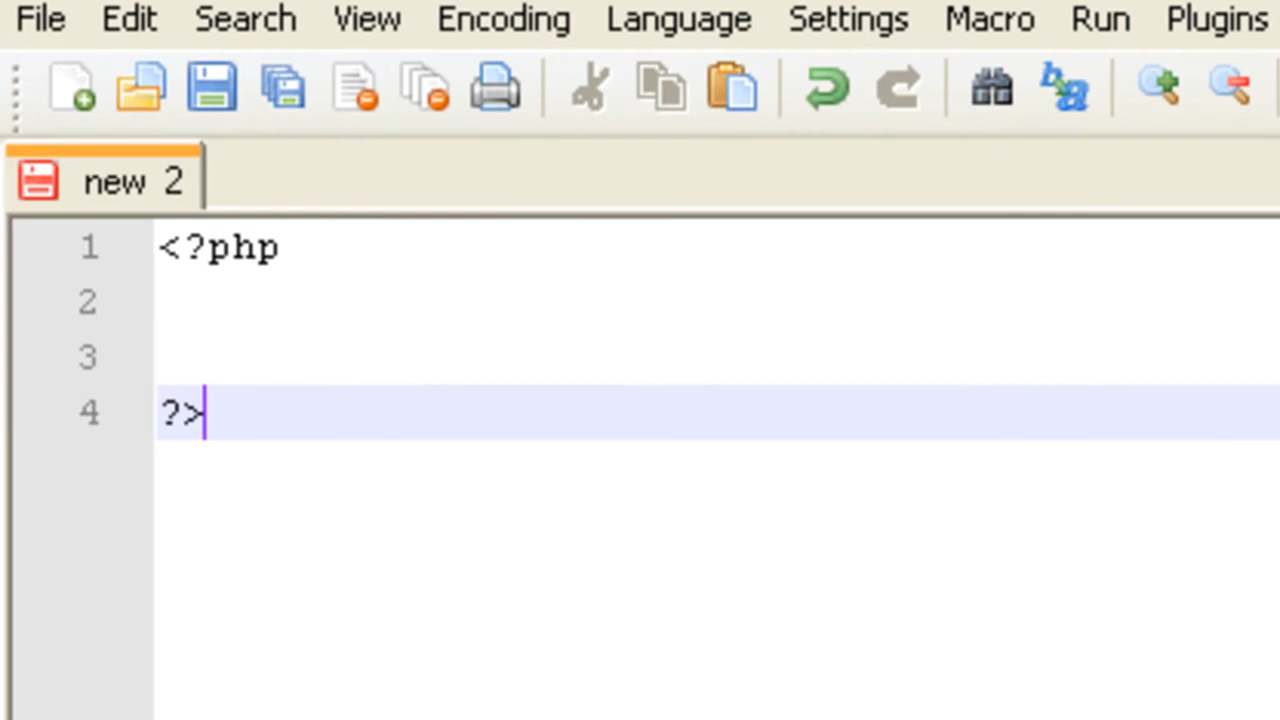 File Edit Search View Encoding Language Settings Macro Run Plugins
new 2
1 <?php
2
3
4 ?>